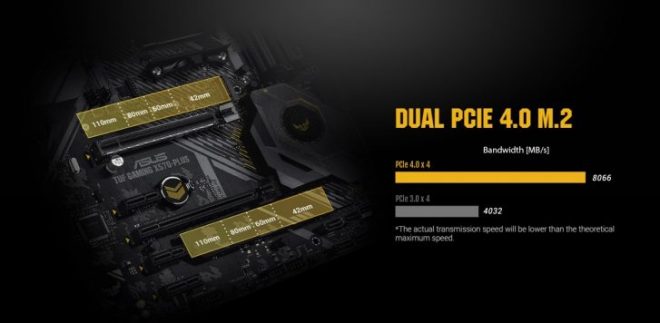 110mm 80mm 60mm 42mm
ASUS
TUF GAMING X570-PLUS
110mm 80mm 60mm 42mm
DUAL PCIE 4.0 M.2
Bandwidth [MB/s]
PCIe 4.0 x 4
8066
PCIe 3.0 x 4
4032
*The actual transmission speed will be lower than the theoretical
maximum speed.